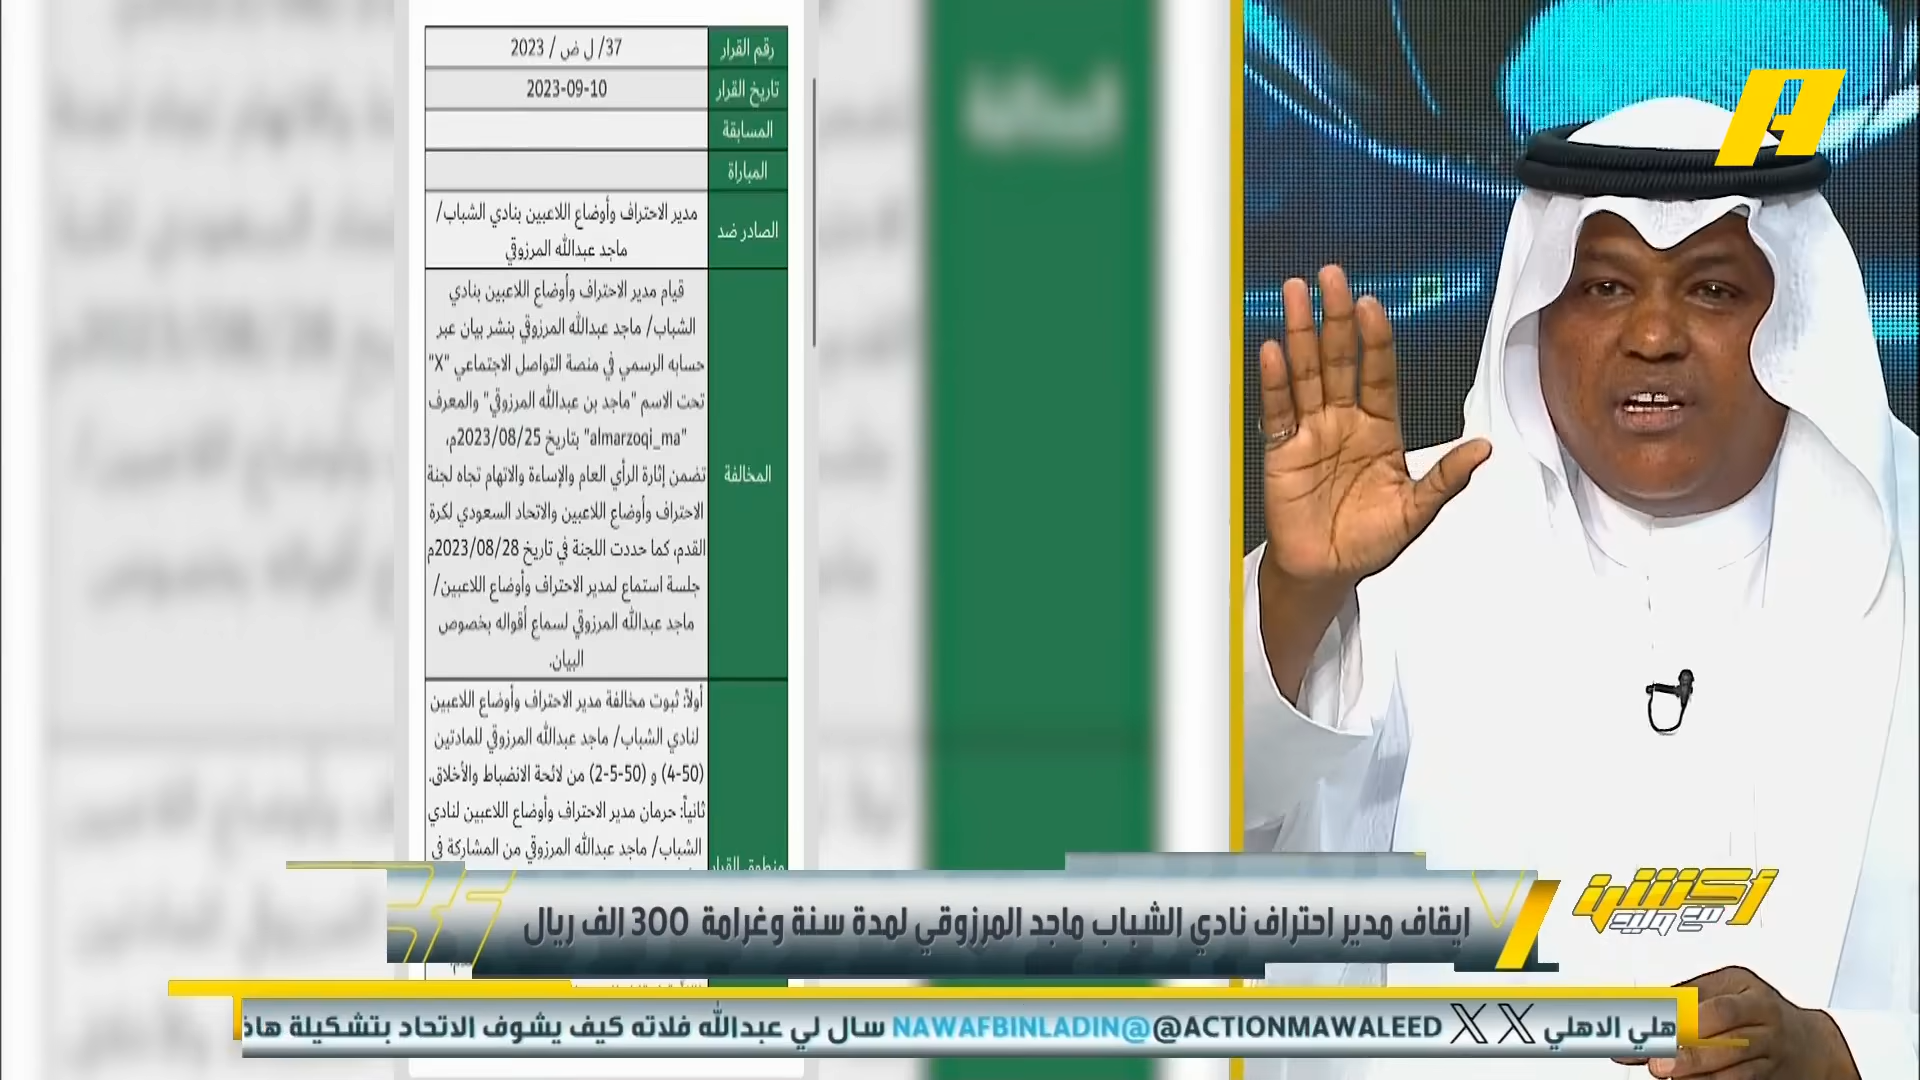 رقم القرار
37/ ل ض / 2023
تاريخ القرار
2023-09-10
المسابقة
المباراة
الصادر ضد
مدير الاحتراف وأوضاع اللاعبين بنادي الشباب/
ماجد عبدالله المرزوقي
المخالفة
قيام مدير الاحتراف وأوضاع اللاعبين بنادي
الشباب/ ماجد عبدالله المرزوقي بنشر بيان عبر
حسابه الرسمي في منصة التواصل الاجتماعي "X"
تحت الاسم "ماجد بن عبدالله المرزوقي" والمعرف
"almarzoqi_ma" بتاريخ 2023/08/25م،
تضمن إثارة الرأي العام والإساءة والاتهام تجاه لجنة
الاحتراف وأوضاع اللاعبين والاتحاد السعودي لكرة
القدم، كما حددت اللجنة في تاريخ 2023/08/28م
جلسة استماع لمدير الاحتراف وأوضاع اللاعبين/
ماجد عبدالله المرزوقي لسماع أقواله بخصوص
البيان.
منطوق القرار
أولاً: ثبوت مخالفة مدير الاحتراف وأوضاع اللاعبين
لنادي الشباب/ ماجد عبدالله المرزوقي للمادتين
(50-4) و (50-5-2) من لائحة الانضباط والأخلاق.
ثانياً: حرمان مدير الاحتراف وأوضاع اللاعبين لنادي
الشباب/ ماجد عبدالله المرزوقي من المشاركة في
أكشن مع وليد
ايقاف مدير احتراف نادي الشباب ماجد المرزوقي لمدة سنة وغرامة 300 الف ريال
هلي الاهلي X X ACTIONMAWALEED@ @NAWAFBINLADIN سال لي عبدالله فلاته كيف يشوف الاتحاد بتشكيلة هاذ